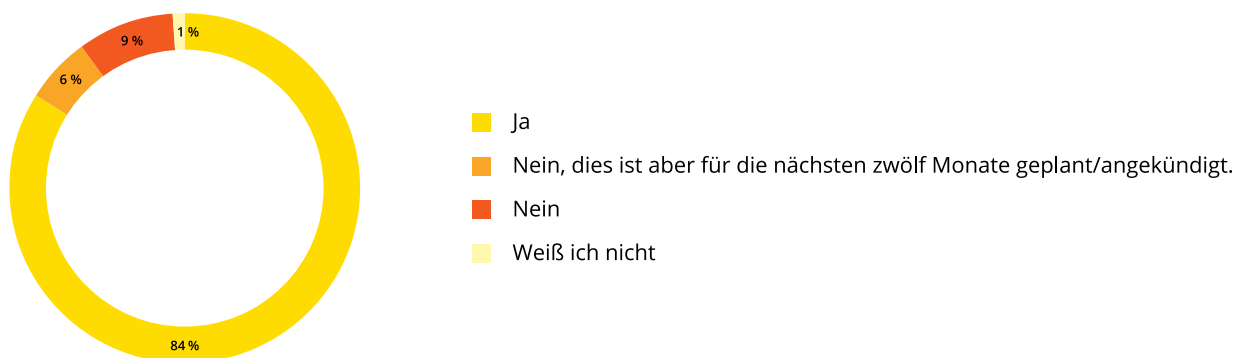 1 %
9 %
6 %
84 %
Ja
Nein, dies ist aber für die nächsten zwölf Monate geplant/angekündigt.
Nein
Weiß ich nicht